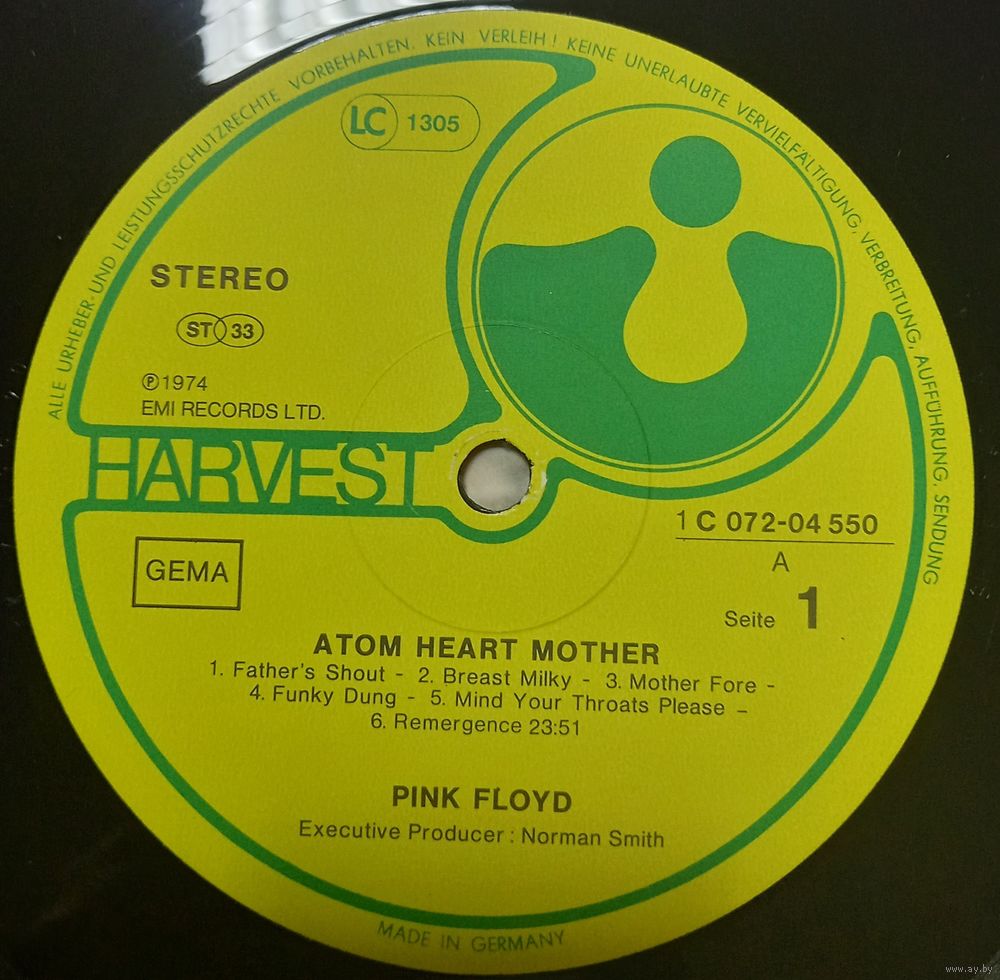 ALLE URHEBER- UND LEISTUNGSSCHUTZRECHTE VORBEHALTEN. KEIN VERLEIH! KEINE UNERLAUBTE VERVIELFÄLTIGUNG, VERBREITUNG, AUFFÜHRUNG, SENDUNG
LC 1305
STEREO
ST 33
℗1974
EMI RECORDS LTD.
HARVEST
1 C 072-04 550
A
GEMA
Seite 1
ATOM HEART MOTHER
1. Father's Shout - 2. Breast Milky - 3. Mother Fore -
4. Funky Dung - 5. Mind Your Throats Please –
6. Remergence 23:51
PINK FLOYD
Executive Producer : Norman Smith
MADE IN GERMANY
www.ay.by